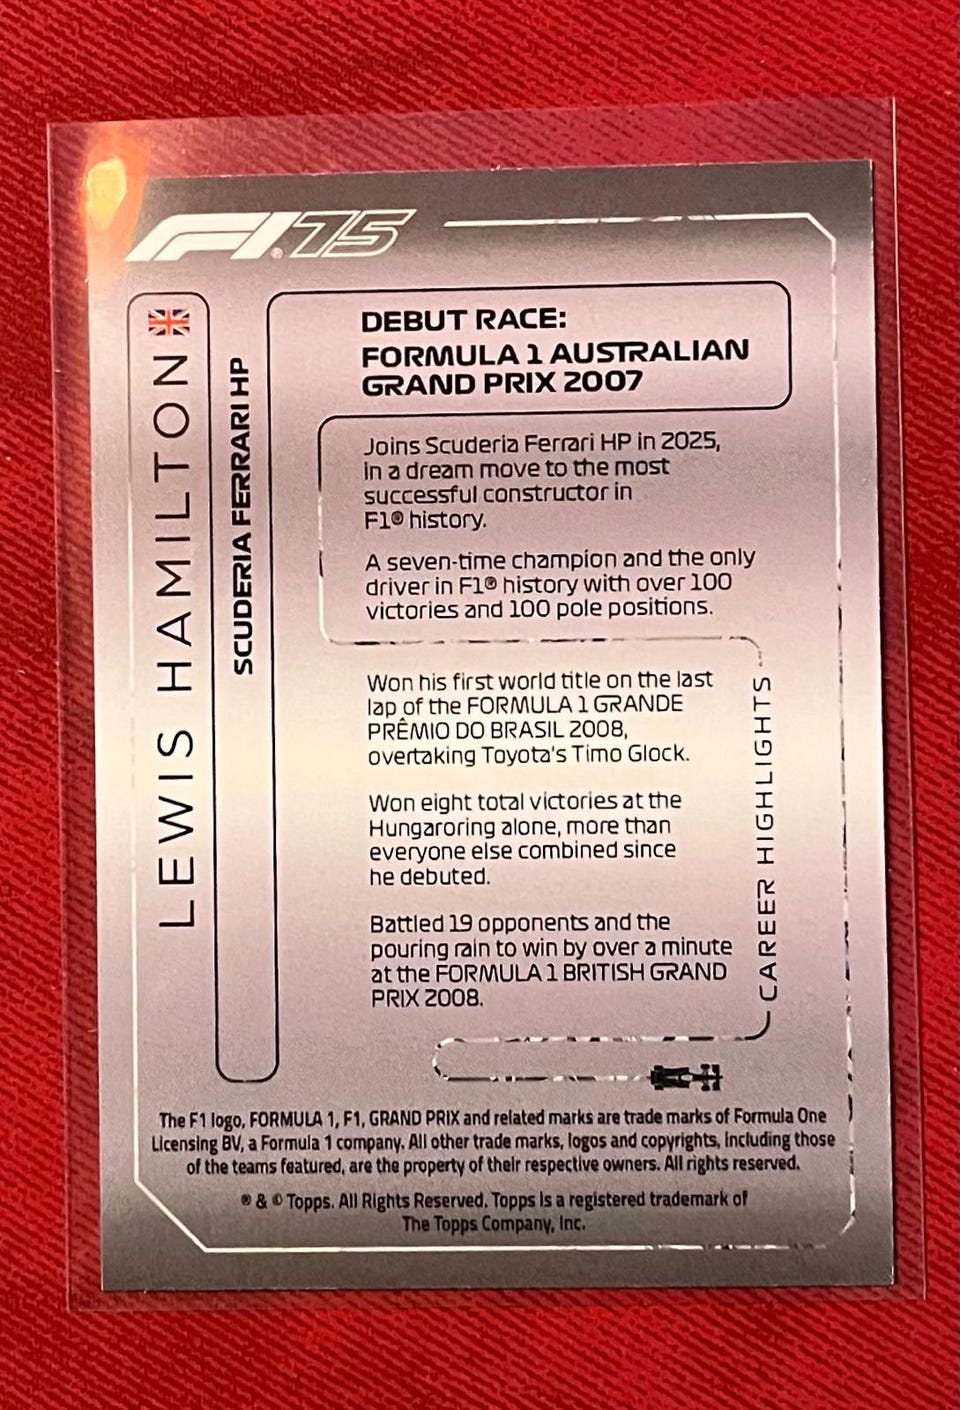 F1® 75
LEWIS HAMILTON
SCUDERIA FERRARI HP
DEBUT RACE:
FORMULA 1 AUSTRALIAN
GRAND PRIX 2007
Joins Scuderia Ferrari HP in 2025,
in a dream move to the most
successful constructor in
F1® history.
A seven-time champion and the only
driver in F1® history with over 100
victories and 100 pole positions.
Won his first world title on the last
lap of the FORMULA 1 GRANDE
PRÊMIO DO BRASIL 2008,
overtaking Toyota's Timo Glock.
Won eight total victories at the
Hungaroring alone, more than
everyone else combined since
he debuted.
Battled 19 opponents and the
pouring rain to win by over a minute
at the FORMULA 1 BRITISH GRAND
PRIX 2008.
CAREER HIGHLIGHTS
The F1 logo, FORMULA 1, F1, GRAND PRIX and related marks are trade marks of Formula One
Licensing BV, a Formula 1 company. All other trade marks, logos and copyrights, including those
of the teams featured, are the property of their respective owners. All rights reserved.
® & © Topps. All Rights Reserved. Topps is a registered trademark of
The Topps Company, Inc.